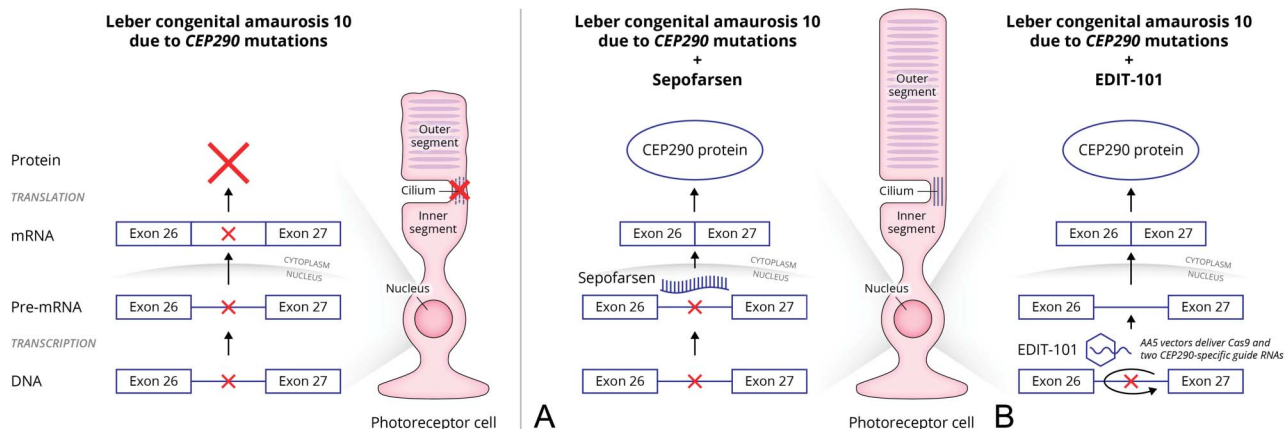 Leber congenital amaurosis 10
due to CEP290 mutations
Protein
TRANSLATION
mRNA
Exon 26
Exon 27
CYTOPLASM
NUCLEUS
Pre-mRNA
Exon 26
Exon 27
TRANSCRIPTION
DNA
Exon 26
Exon 27
Outer
segment
Cilium
Inner
segment
Nucleus
Photoreceptor cell
A
Leber congenital amaurosis 10
due to CEP290 mutations
+
Sepofarsen
CEP290 protein
Exon 26
Exon 27
CYTOPLASM
NUCLEUS
Sepofarsen
Exon 26
Exon 27
Exon 26
Exon 27
Outer
segment
Cilium
Inner
segment
Nucleus
Photoreceptor cell
B
Leber congenital amaurosis 10
due to CEP290 mutations
+
EDIT-101
CEP290 protein
Exon 26
Exon 27
CYTOPLASM
NUCLEUS
Exon 26
Exon 27
EDIT-101
AA5 vectors deliver Cas9 and
two CEP290-specific guide RNAs
Exon 26
Exon 27